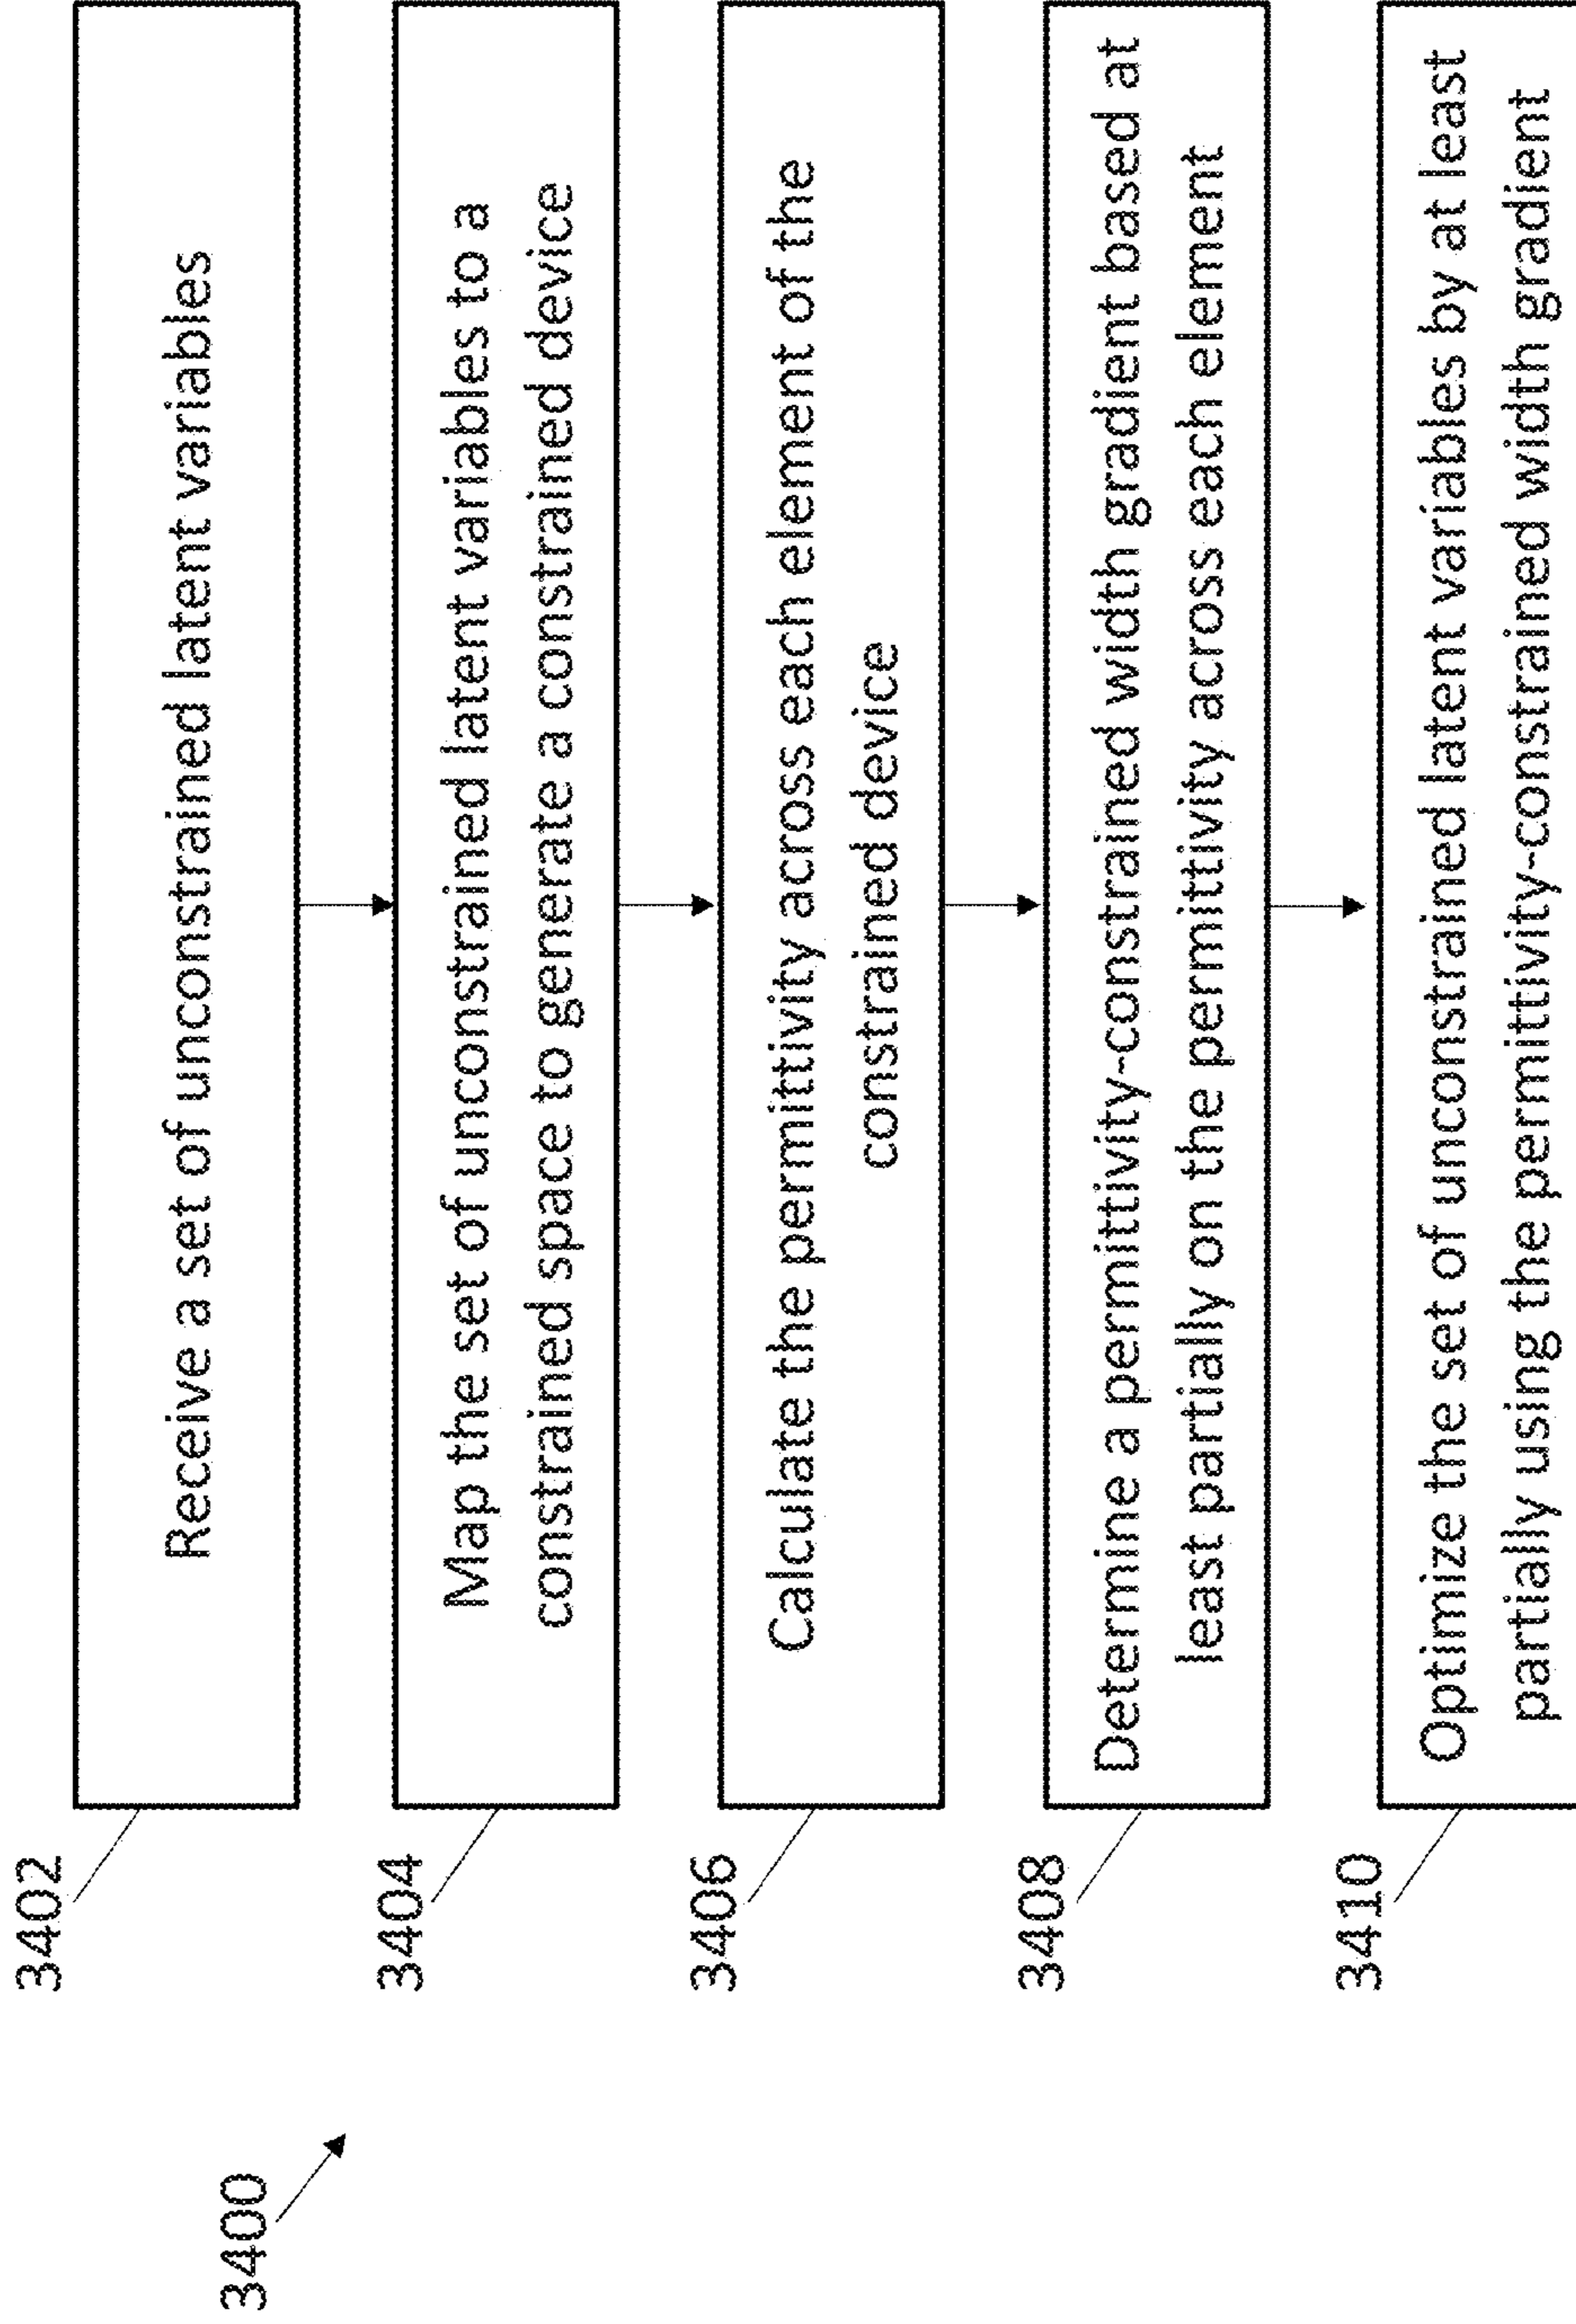 3400
3402
Receive a set of unconstrained latent variables
3404
Map the set of unconstrained latent variables to a
constrained space to generate a constrained device
3406
Calculate the permittivity across each element of the
constrained device
3408
Determine a permittivity-constrained width gradient based at
least partially on the permittivity across each element
3410
Optimize the set of unconstrained latent variables by at least
partially using the permittivity-constrained width gradient